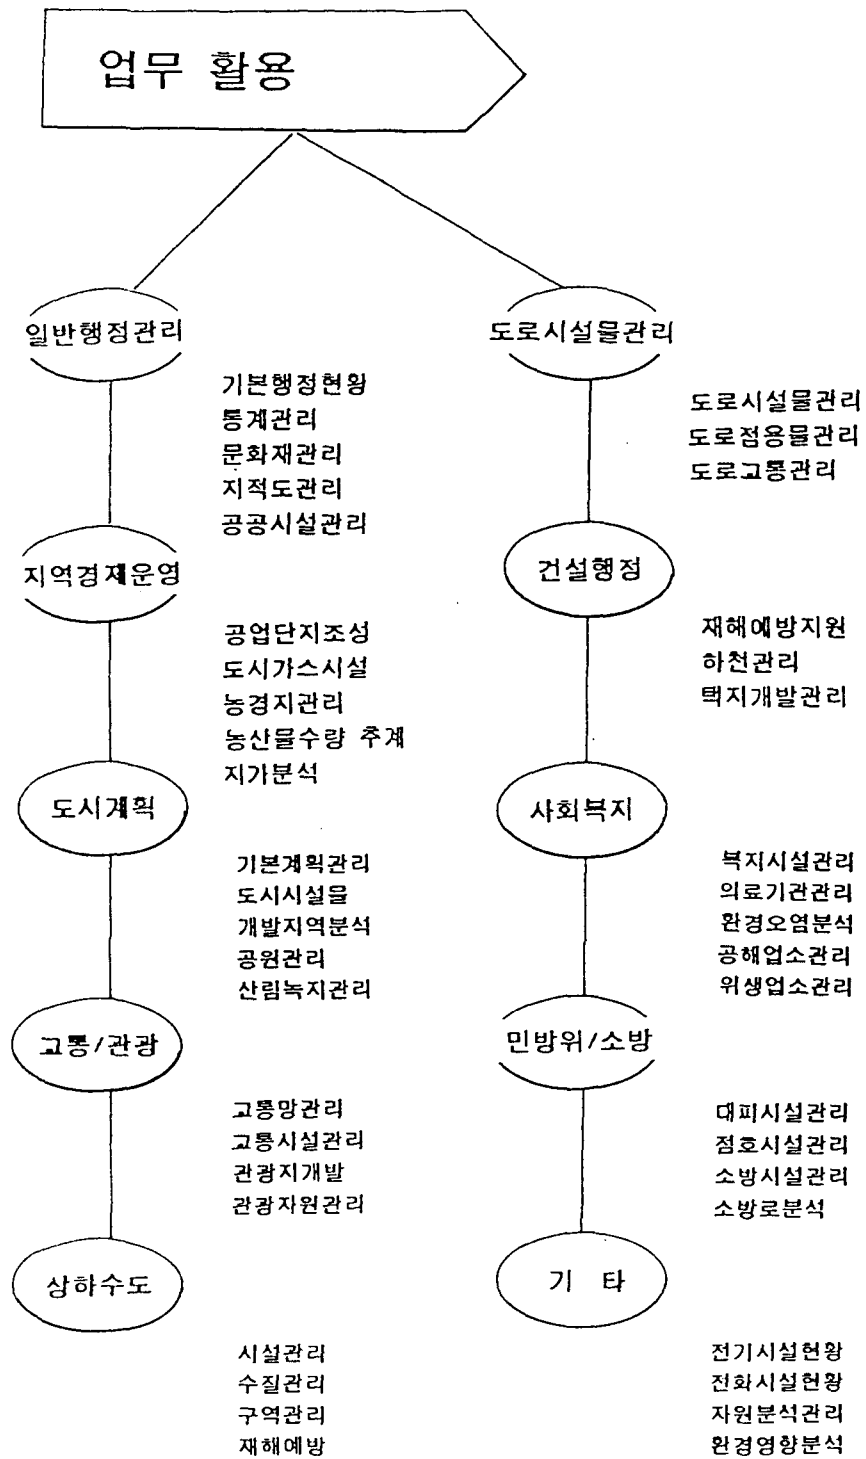 업무 활용
일반행정관리
기본행정현황
통계관리
문화재관리
지적도관리
공공시설관리
지역경재운영
공업단지조성
도시가스시설
농경지관리
농산물수량 추계
지가분석
도시계획
기본계획관리
도시시설물
개발지역분석
공원관리
산림녹지관리
교통/관광
교통망관리
교통시설관리
관광지개발
관광자원관리
상하수도
시설관리
수질관리
구역관리
재해예방
도로시설물관리
도로시설물관리
도로점용물관리
도로교통관리
건설행정
재해예방지원
하천관리
택지개발관리
사회복지
복지시설관리
의료기관관리
환경오염분석
공해업소관리
위생업소관리
민방위/소방
대피시설관리
점호시설관리
소방시설관리
소방로분석
기 타
전기시설현황
전화시설현황
자원분석관리
환경영향분석